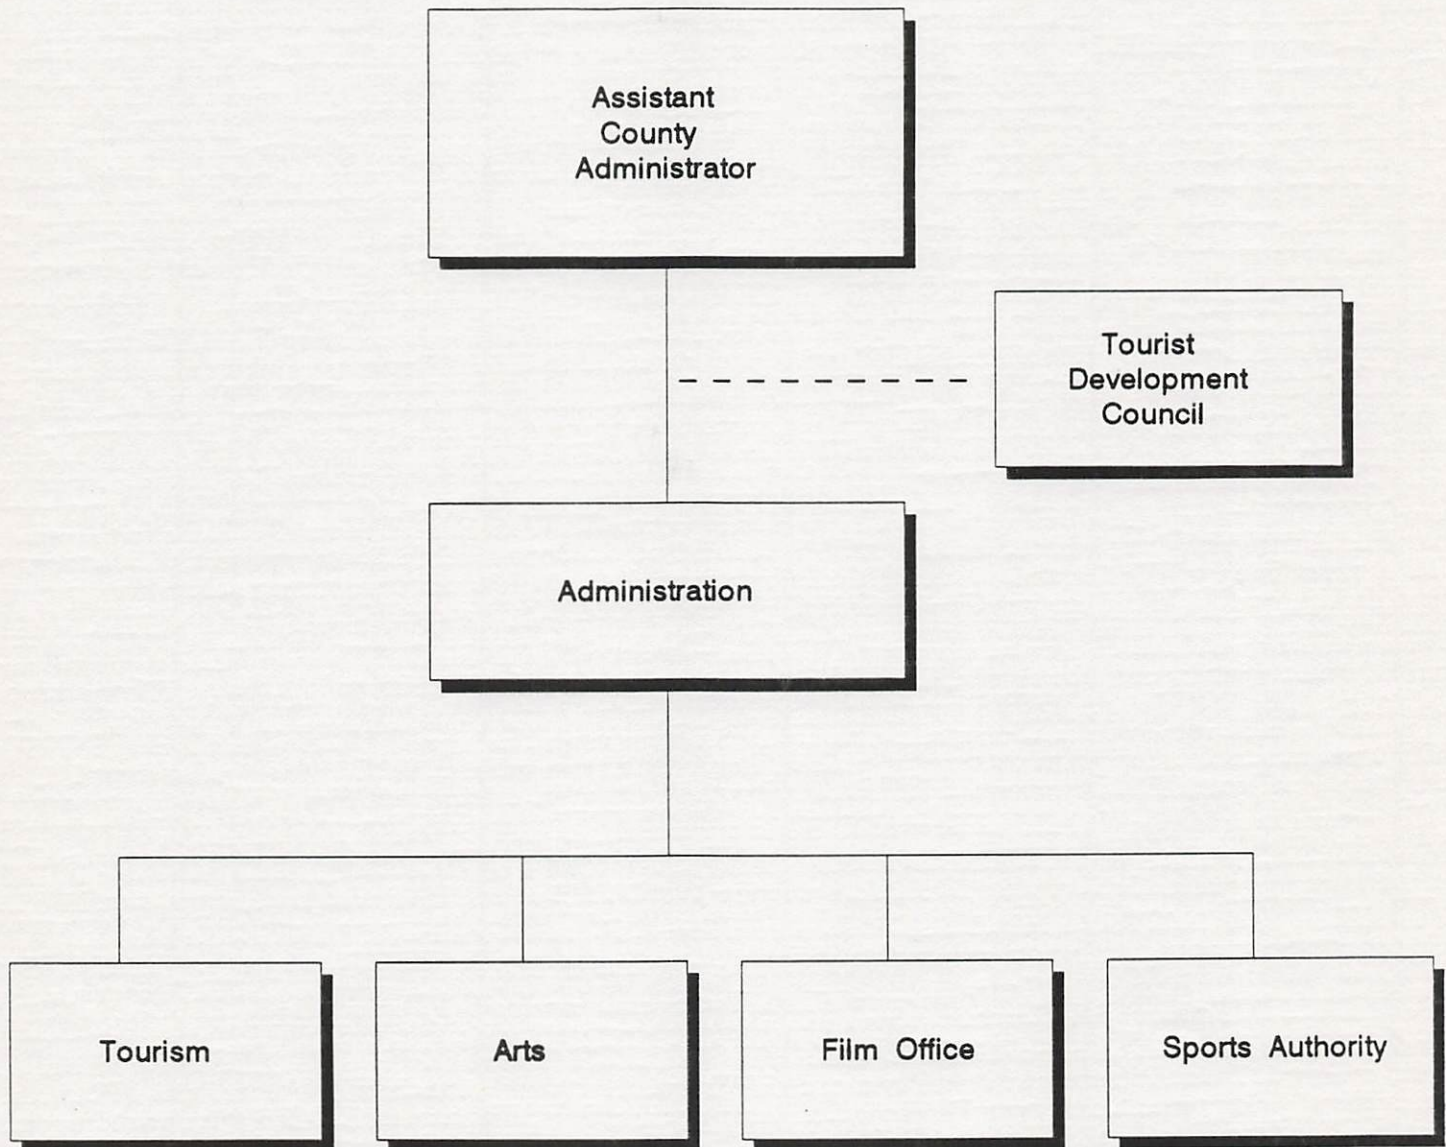 Assistant
County
Administrator
Tourist
Development
Council
Administration
Tourism
Arts
Film Office
Sports Authority